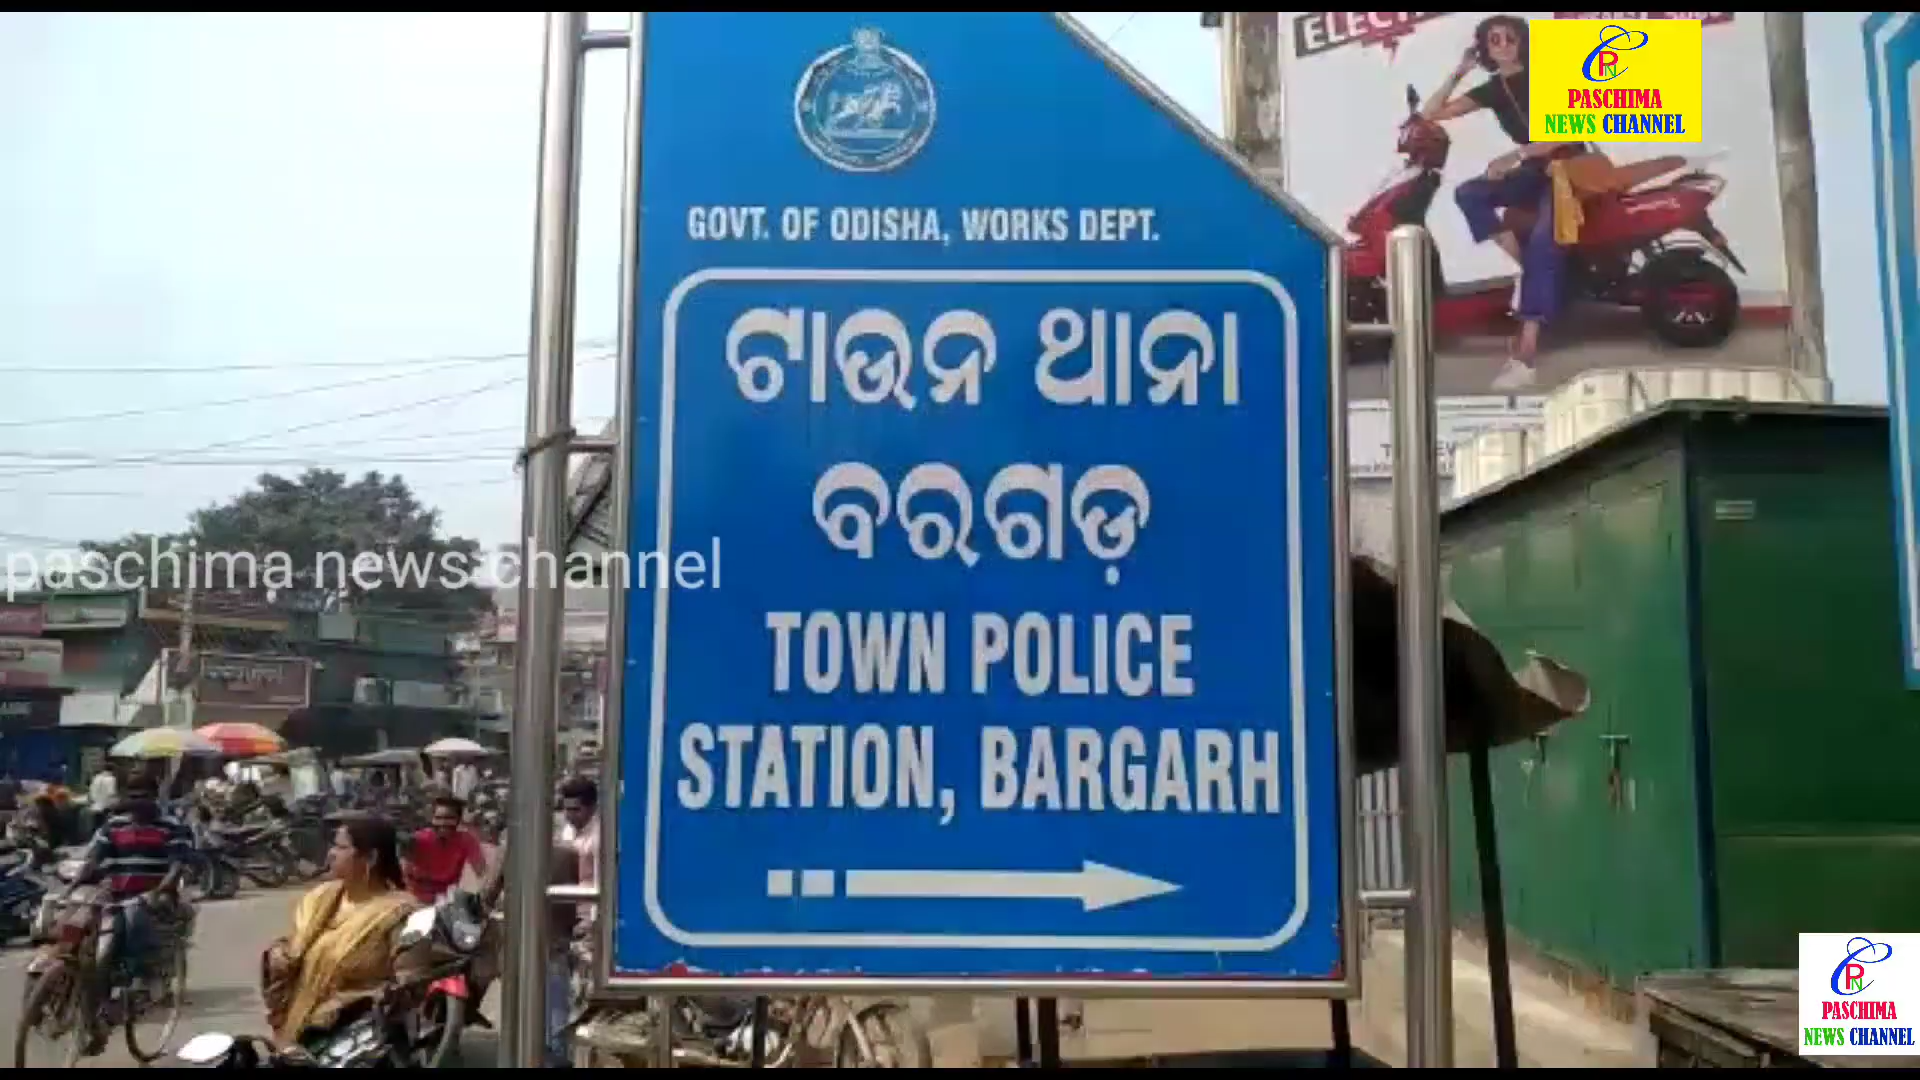 ELECT
PASCHIMA
NEWS CHANNEL
GOVT. OF ODISHA, WORKS DEPT.
ଟାଉନ ଥାନା
ବରଗଡ଼
TOWN POLICE
STATION, BARGARH
paschima news channel
PASCHIMA
NEWS CHANNEL